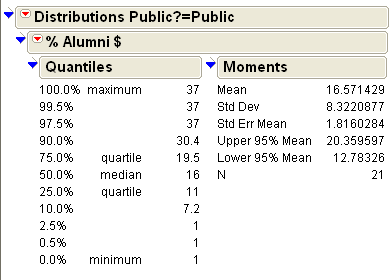 Distributions Public?=Public
% Alumni $
Quantiles
100.0% maximum 37
99.5% 37
97.5% 37
90.0% 30.4
75.0% quartile 19.5
50.0% median 16
25.0% quartile 11
10.0% 7.2
2.5% 1
0.5% 1
0.0% minimum 1
Moments
Mean 16.571429
Std Dev 8.3220877
Std Err Mean 1.8160284
Upper 95% Mean 20.359597
Lower 95% Mean 12.78326
N 21